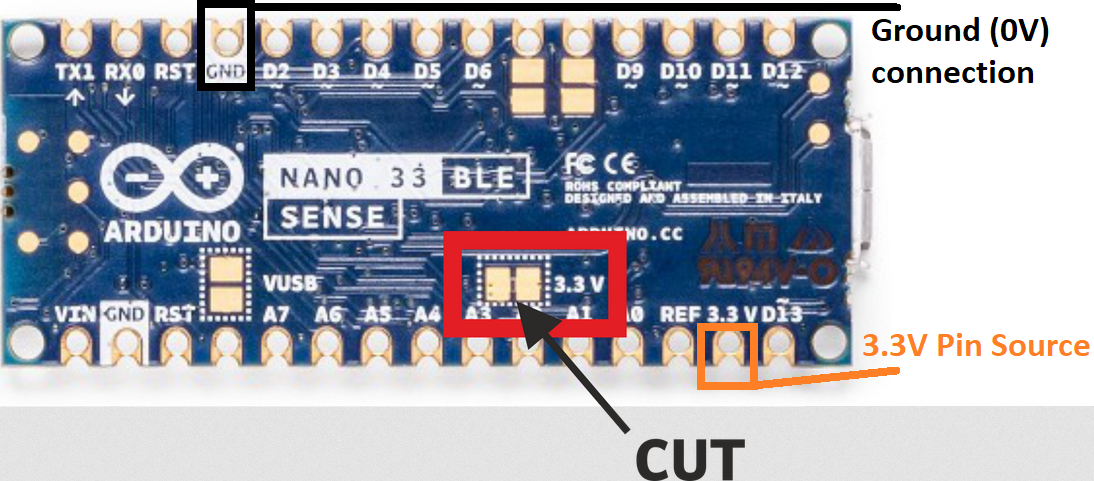 Ground (0V)
connection
TX1 RX0 RST GND D2 D3 D4 D5 D6 D9 D10 D11 D12
~ ~ ~ ~ ~ ~ ~ ~ ~
NANO 33 BLE
SENSE
ARDUINO
FC CE
ROHS COMPLIANT
DESIGNED AND ASSEMBLED IN ITALY
ARDUINO.CC
94V-0
VUSB
3.3 V
VIN GND RST A7 A6 A5 A4 A3 A1 A0 REF 3.3 V D13
~
3.3V Pin Source
CUT